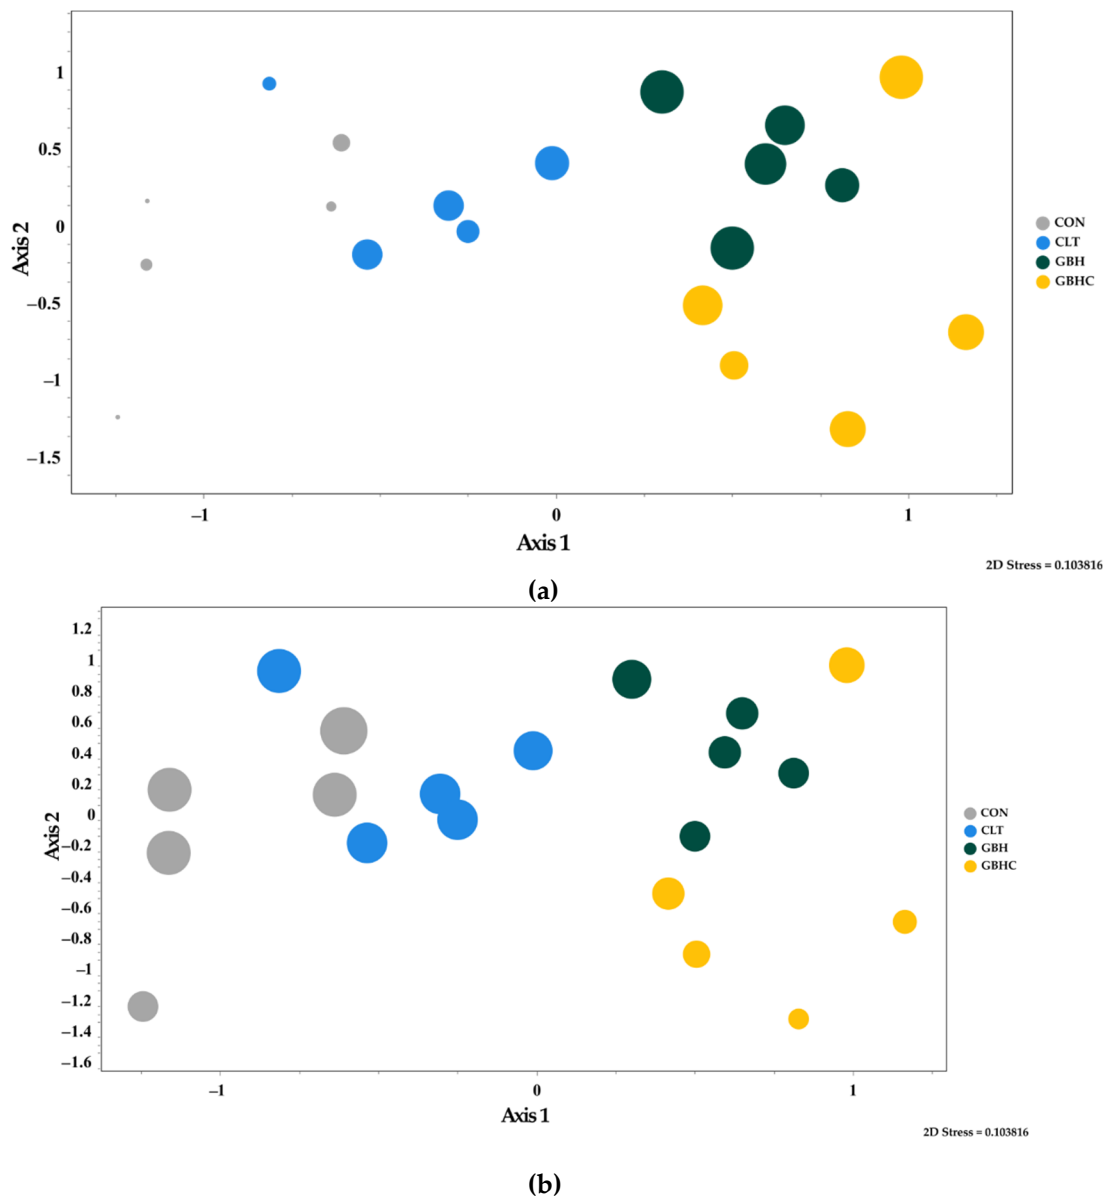 1
0.5
0
–0.5
–1
–1.5
Axis 2
–1
0
1
Axis 1
CON
CLT
GBH
GBHC
2D Stress = 0.103816
(a)
1.2
1
0.8
0.6
0.4
0.2
0
–0.2
–0.4
–0.6
–0.8
–1
–1.2
–1.4
–1.6
Axis 2
–1
0
1
Axis 1
CON
CLT
GBH
GBHC
2D Stress = 0.103816
(b)